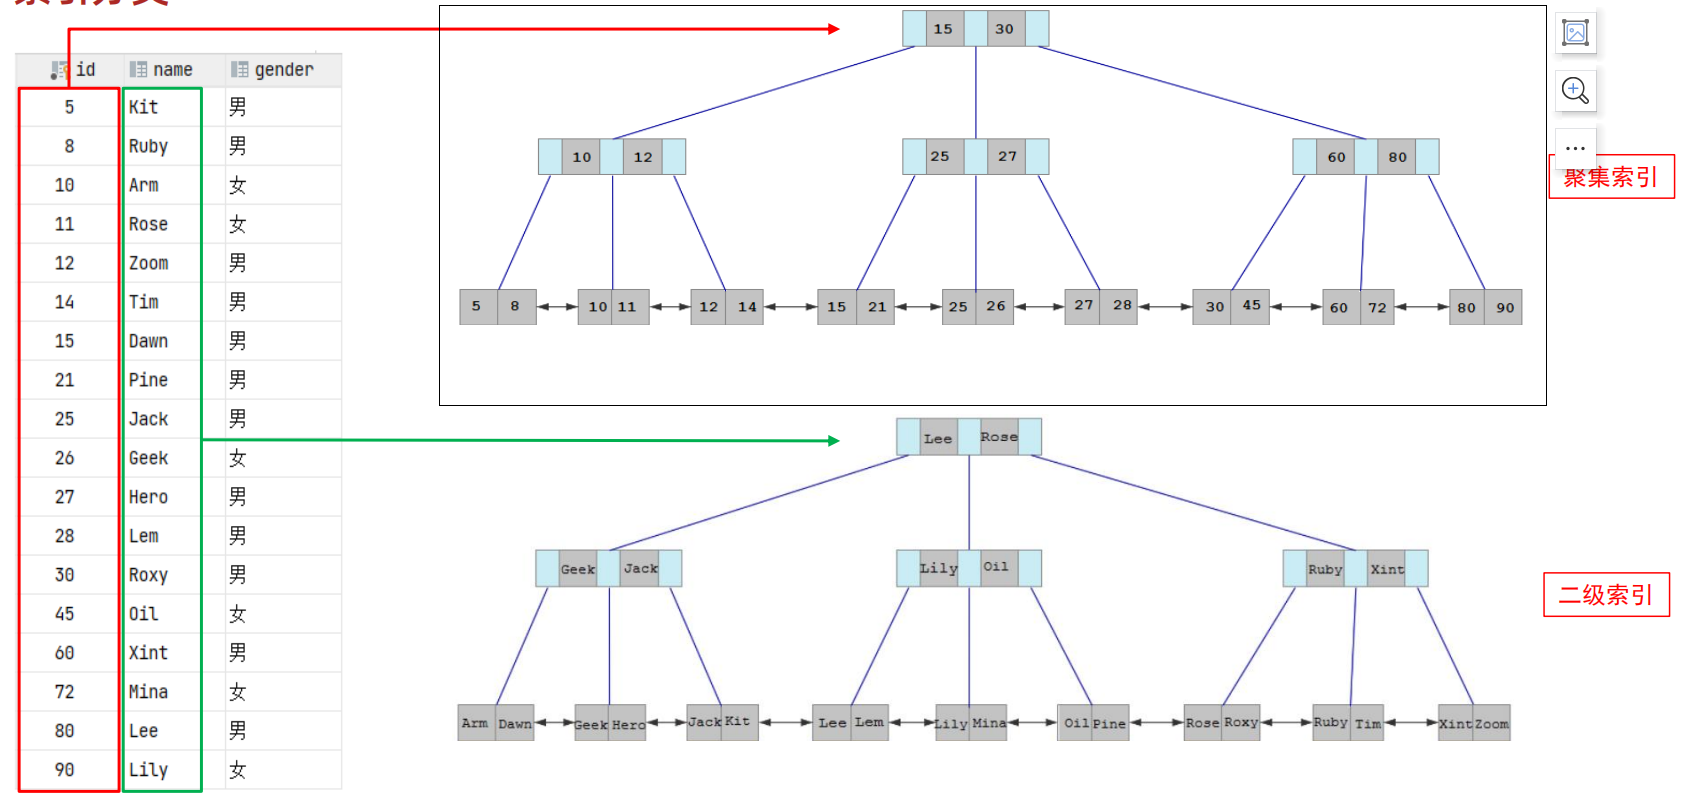 id name gender
5 Kit 男
8 Ruby 男
10 Arm 女
11 Rose 女
12 Zoom 男
14 Tim 男
15 Dawn 男
21 Pine 男
25 Jack 男
26 Geek 女
27 Hero 男
28 Lem 男
30 Roxy 男
45 Oil 女
60 Xint 男
72 Mina 女
80 Lee 男
90 Lily 女
15 30
10 12 25 27 60 80
5 8 10 11 12 14 15 21 25 26 27 28 30 45 60 72 80 90
聚集索引
Lee Rose
Geek Jack Lily Oil Ruby Xint
Arm Dawn Geek Hero Jack Kit Lee Lem Lily Mina Oil Pine Rose Roxy Ruby Tim Xint Zoom
二级索引